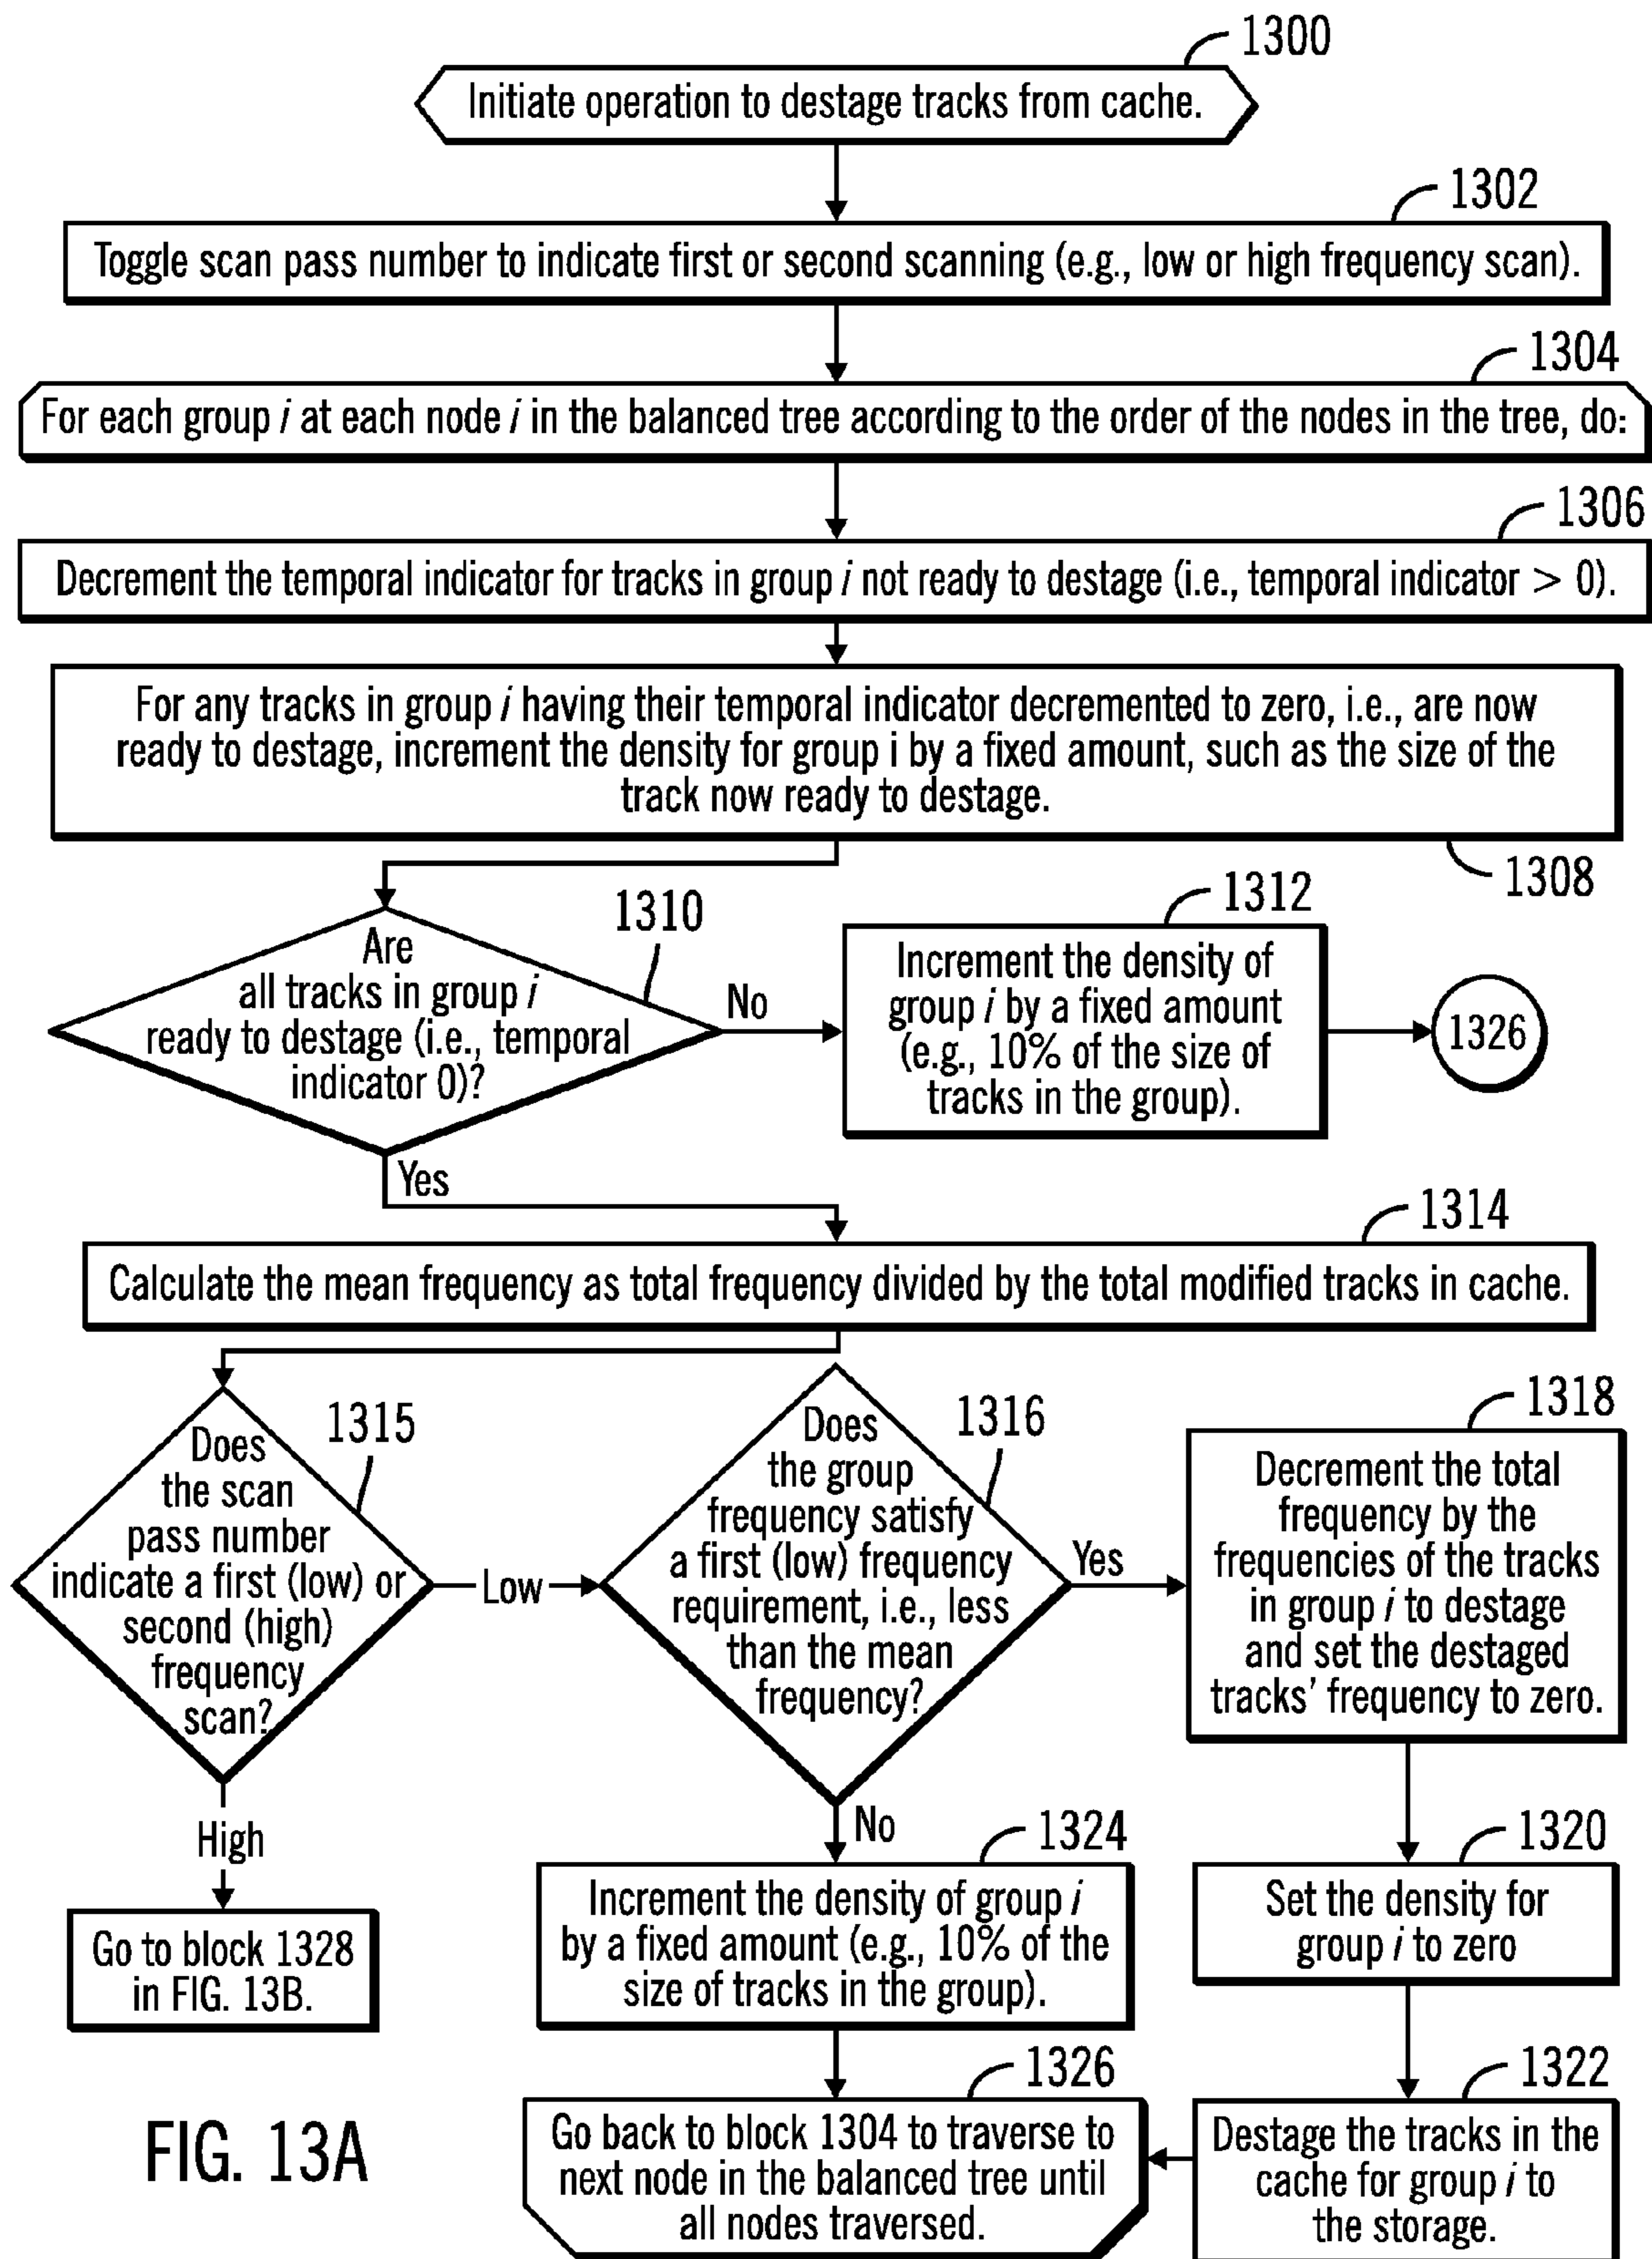 1300
Initiate operation to destage tracks from cache.
1302
Toggle scan pass number to indicate first or second scanning (e.g., low or high frequency scan).
1304
For each group i at each node i in the balanced tree according to the order of the nodes in the tree, do:
1306
Decrement the temporal indicator for tracks in group i not ready to destage (i.e., temporal indicator > 0).
For any tracks in group i having their temporal indicator decremented to zero, i.e., are now
ready to destage, increment the density for group i by a fixed amount, such as the size of the
track now ready to destage.
1308
1310
Are
all tracks in group i
ready to destage (i.e., temporal
indicator 0)?
No
1312
Increment the density of
group i by a fixed amount
(e.g., 10% of the size of
tracks in the group).
1326
Yes
1314
Calculate the mean frequency as total frequency divided by the total modified tracks in cache.
1315
Does
the scan
pass number
indicate a first (low) or
second (high)
frequency
scan?
Low
High
Go to block 1328
in FIG. 13B.
1316
Does
the group
frequency satisfy
a first (low) frequency
requirement, i.e., less
than the mean
frequency?
Yes
No
1318
Decrement the total
frequency by the
frequencies of the tracks
in group i to destage
and set the destaged
tracks' frequency to zero.
1324
Increment the density of group i
by a fixed amount (e.g., 10% of the
size of tracks in the group).
1320
Set the density for
group i to zero
1326
Go back to block 1304 to traverse to
next node in the balanced tree until
all nodes traversed.
1322
Destage the tracks in the
cache for group i to
the storage.
FIG. 13A